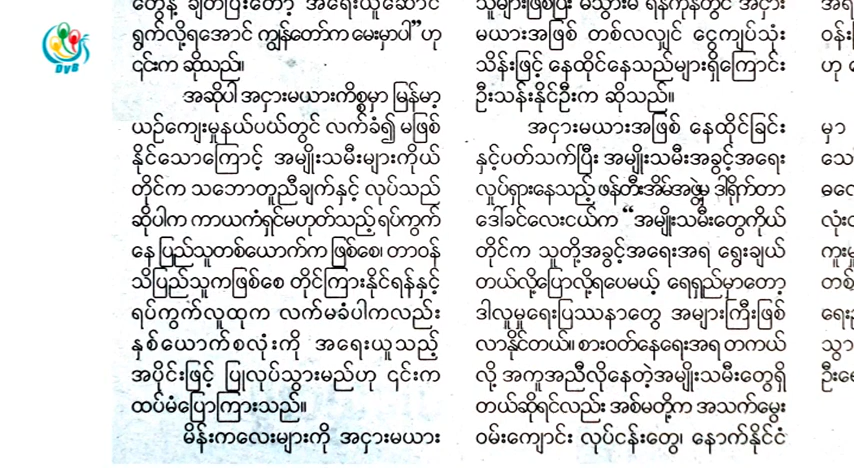 DVB
တွေနဲ့ ချိတ်ပြီးတော့ အရေးယူဆောင်
ရွက်လို့ရအောင် ကျွန်တော်က မေးမှာပါ”ဟု
၎င်းက ဆိုသည်။
အဆိုပါ အငှားမယားကိစ္စမှာ မြန်မာ့
ယဉ်ကျေးမှုနယ်ပယ်တွင် လက်ခံ၍ မဖြစ်
နိုင်သောကြောင့် အမျိုးသမီးများကိုယ်
တိုင်က သဘောတူညီချက်နှင့် လုပ်သည်
ဆိုပါက ကာယကံရှင်မဟုတ်သည့် ရပ်ကွက်
နေ ပြည်သူတစ်ယောက်က ဖြစ်စေ၊ တာဝန်
သိပြည်သူကဖြစ်စေ တိုင်ကြားနိုင်ရန်နှင့်
ရပ်ကွက်လူထုက လက်မခံပါကလည်း
နှစ်ယောက်စလုံးကို အရေးယူသည့်
အပိုင်းဖြင့် ပြုလုပ်သွားမည်ဟု ၎င်းက
ထပ်မံပြောကြားသည်။
မိန်းကလေးများကို အငှားမယား
သူများဖြစ်ပြီး မသွားမီ ရန်ကုန်တွင် အငှား
မယားအဖြစ် တစ်လလျှင် ငွေကျပ်သုံး
သိန်းဖြင့် နေထိုင်နေသည်များရှိကြောင်း
ဦးသန်းနိုင်ဦးက ဆိုသည်။
အငှားမယားအဖြစ် နေထိုင်ခြင်း
နှင့်ပတ်သက်ပြီး အမျိုးသမီးအခွင့်အရေး
လှုပ်ရှားနေသည့် ဖန်တီးအိမ်အဖွဲ့မှ ဒါရိုက်တာ
ဒေါ်ခင်လေးငယ်က “အမျိုးသမီးတွေကိုယ်
တိုင်က သူတို့အခွင့်အရေးအရ ရွေးချယ်
တယ်လို့ပြောလို့ရပေမယ့် ရေရှည်မှာတော့
ဒါလူမှုရေးပြဿနာတွေ အများကြီးဖြစ်
လာနိုင်တယ်။ စားဝတ်နေရေးအရ တကယ်
လို့ အကူအညီလိုနေတဲ့အမျိုးသမီးတွေရှိ
တယ်ဆိုရင်လည်း အစ်မတို့က အသက်မွေး
ဝမ်းကျောင်း လုပ်ငန်းတွေ၊ နောက်နိုင်ငံ
ဟု
မှာ